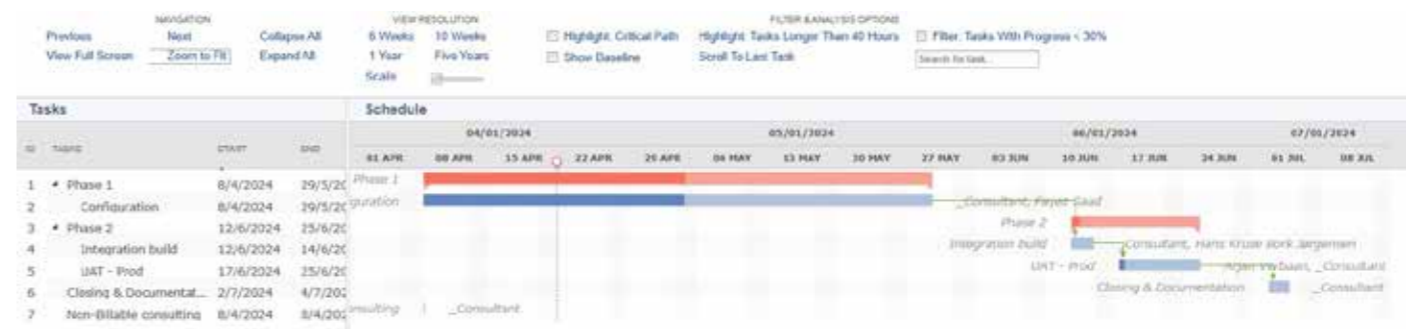 NAVIGATION VIEW RESOLUTION FILTER & ANALYSIS OPTIONS
Previous Next Collapse All 6 Weeks 10 Weeks Highlight: Critical Path Highlight: Tasks Longer Than 40 Hours Filter: Tasks With Progress < 30%
View Full Screen Zoom to Fit Expand All 1 Year Five Years Show Baseline Scroll To Last Task Search for task...
Scale
Tasks Schedule
04/01/2024 05/01/2024 06/01/2024 07/01/2024
ID TASKS START END
01 APR 08 APR 15 APR 22 APR 29 APR 06 MAY 13 MAY 20 MAY 27 MAY 03 JUN 10 JUN 17 JUN 24 JUN 01 JUL 08 JUL
1 Phase 1 8/4/2024 29/5/20 Phase 1
2 Configuration 8/4/2024 29/5/20 guration _Consultant, Saad
3 Phase 2 12/6/2024 25/6/20 Phase 2
4 Integration build 12/6/2024 14/6/20 Integration build Consultant, Hans Kruse Bork Jørgensen
5 UAT - Prod 17/6/2024 25/6/20 UAT - Prod Arjan _Consultant
6 Closing & Documentat... 2/7/2024 4/7/202 Closing & Documentation _Consultant
7 Non-Billable consulting 8/4/2024 8/4/202 onsulting _Consultant